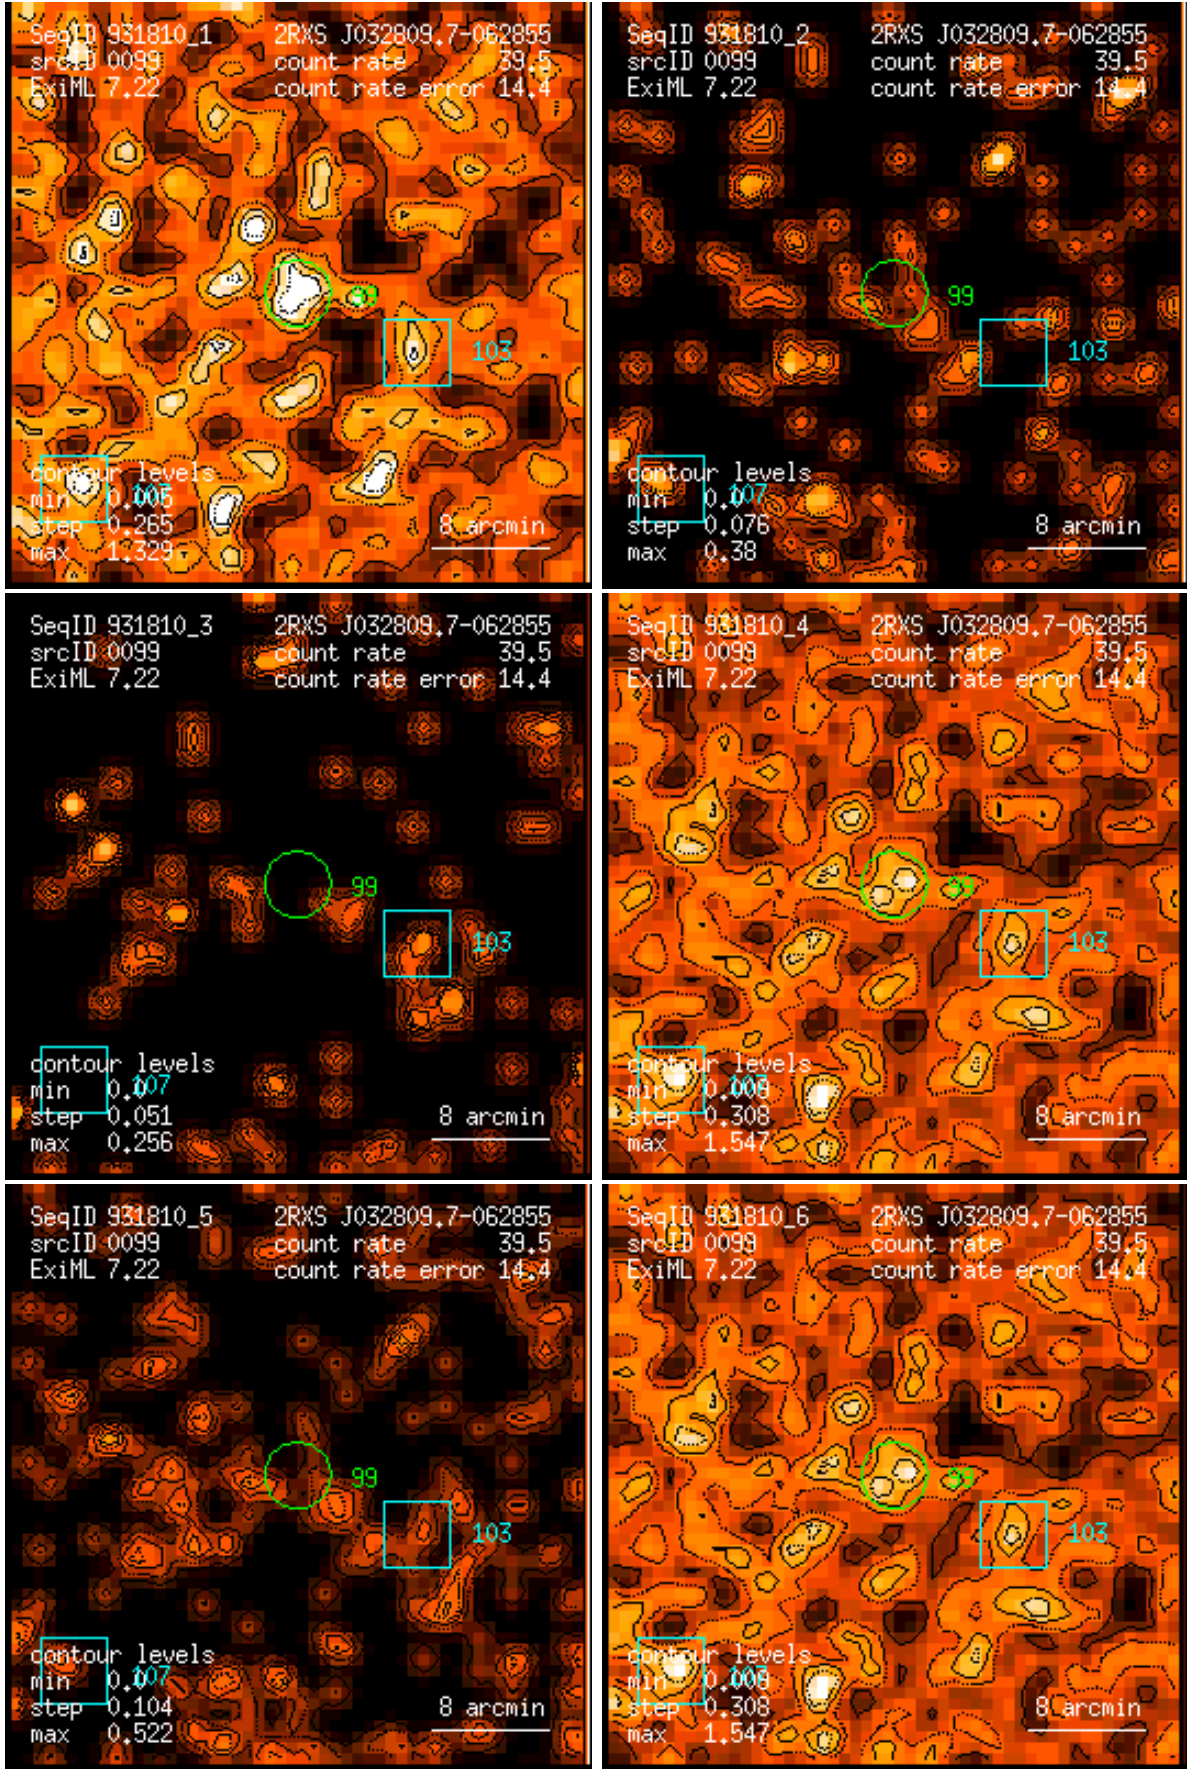 SeqID 931810_1 2RXS J032809.7-062855
srcID 0099 count rate 39.5
ExiML 7.22 count rate error 14.4
99
103
contour levels
min 0.005 107
step 0.265 8 arcmin
max 1.329
SeqID 931810_2 2RXS J032809.7-062855
srcID 0099 count rate 39.5
ExiML 7.22 count rate error 14.4
99
103
contour levels
min 0.0 107
step 0.076 8 arcmin
max 0.38
SeqID 931810_3 2RXS J032809.7-062855
srcID 0099 count rate 39.5
ExiML 7.22 count rate error 14.4
99
103
contour levels
min 0.0 107
step 0.051 8 arcmin
max 0.256
SeqID 931810_4 2RXS J032809.7-062855
srcID 0099 count rate 39.5
ExiML 7.22 count rate error 14.4
99
103
contour levels
min 0.008 107
step 0.308 8 arcmin
max 1.547
SeqID 931810_5 2RXS J032809.7-062855
srcID 0099 count rate 39.5
ExiML 7.22 count rate error 14.4
99
103
contour levels
min 0.0 107
step 0.104 8 arcmin
max 0.522
SeqID 931810_6 2RXS J032809.7-062855
srcID 0099 count rate 39.5
ExiML 7.22 count rate error 14.4
99
103
contour levels
min 0.008 107
step 0.308 8 arcmin
max 1.547